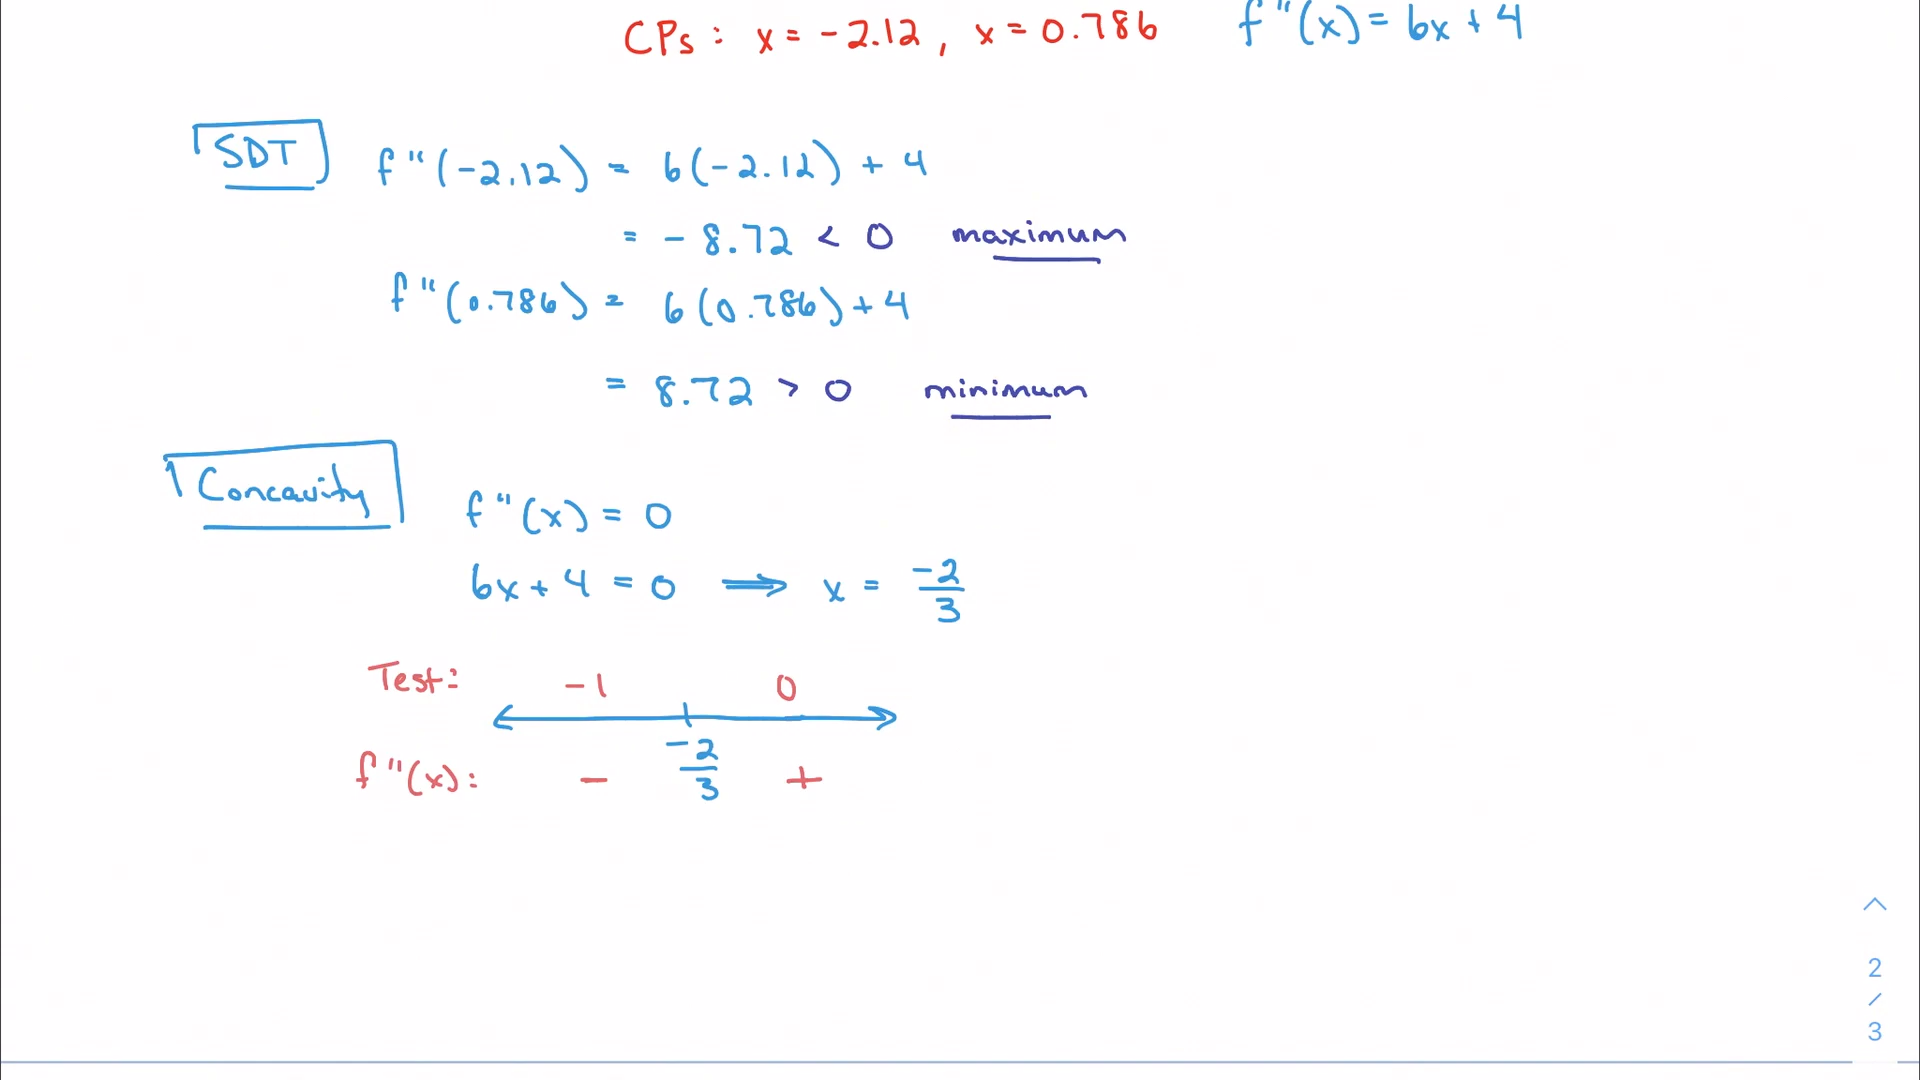 CPs : x = -2.12 , x = 0.786 f"(x) = 6x + 4
SDT f"(-2.12) = 6(-2.12) + 4
= -8.72 < 0 maximum
f"(0.786) = 6(0.786) + 4
= 8.72 > 0 minimum
Concavity
f"(x) = 0
6x + 4 = 0 ⟹ x = -2/3
Test: -1 0
-2/3
f"(x): - +
2
/
3